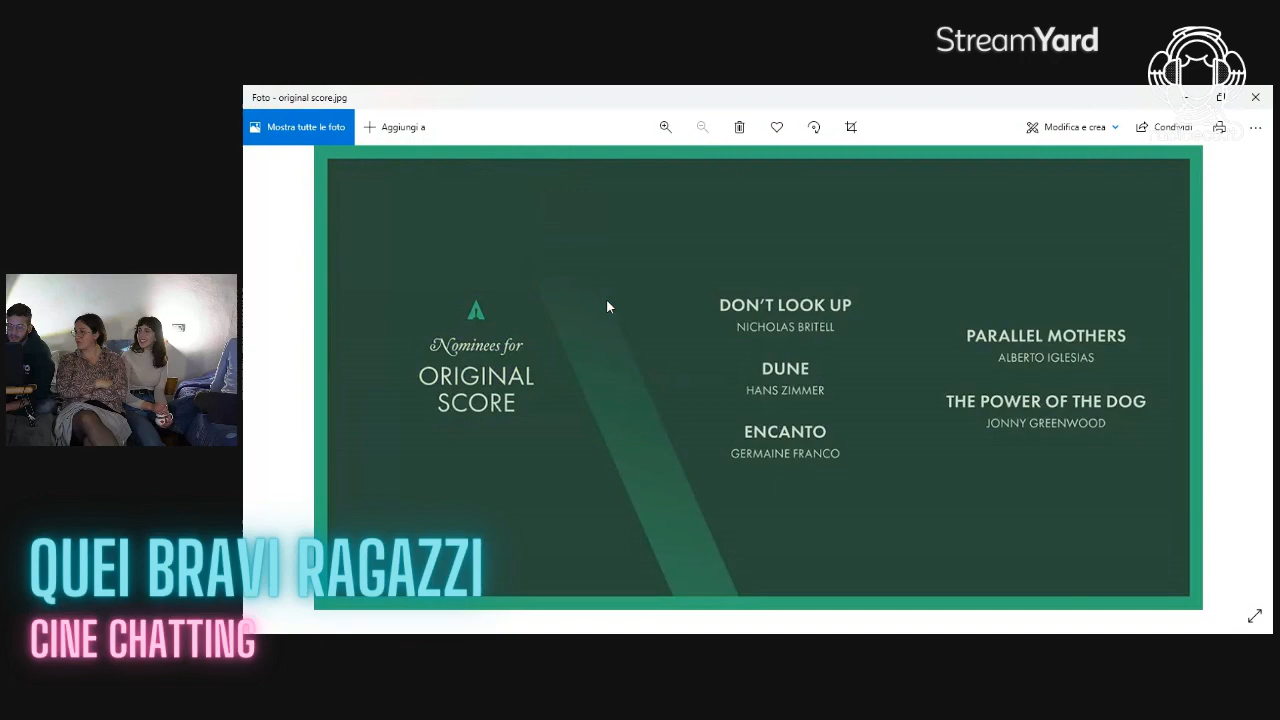 StreamYard
Foto - original score.jpg
Mostra tutte le foto
Aggiungi a
Modifica e crea
Condividi
Nominees for
ORIGINAL
SCORE
DON'T LOOK UP
NICHOLAS BRITELL
DUNE
HANS ZIMMER
ENCANTO
GERMAINE FRANCO
PARALLEL MOTHERS
ALBERTO IGLESIAS
THE POWER OF THE DOG
JONNY GREENWOOD
QUEI BRAVI RAGAZZI
CINE CHATTING